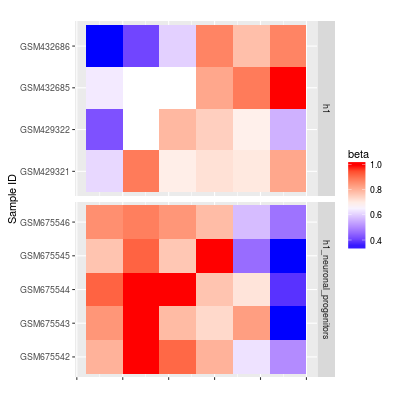 GSM432686
GSM432685
GSM429322
GSM429321
GSM675546
GSM675545
GSM675544
GSM675543
GSM675542
Sample ID
h1
h1_neuronal_progenitors
beta
1.0
0.8
0.6
0.4